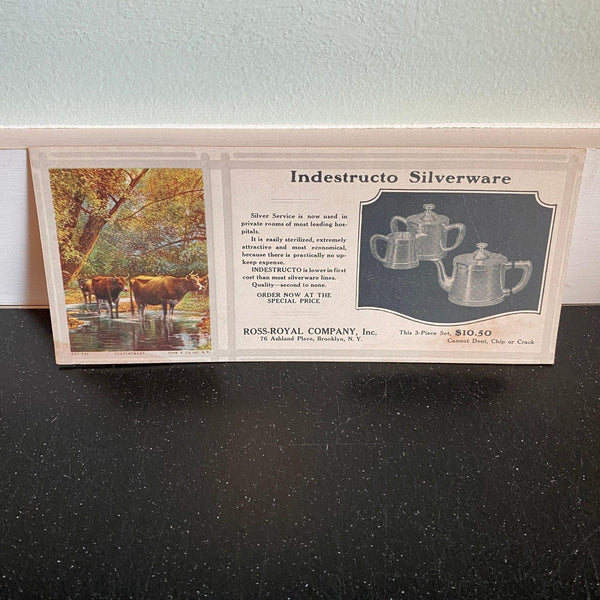 Indestructo Silverware
Silver Service is now used in
private rooms of most leading hos-
pitals.
It is easily sterilized, extremely
attractive and most economical,
because there is practically no up-
keep expense.
INDESTRUCTO is lower in first
cost than most silverware lines.
Quality—second to none.
ORDER NOW AT THE
SPECIAL PRICE
ROSS-ROYAL COMPANY, Inc.
76 Ashland Place, Brooklyn, N. Y.
This 3-Piece Set, $10.50
Cannot Dent, Chip or Crack
CONTENTMENT